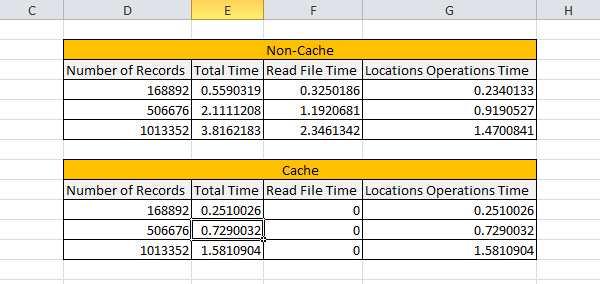 C D E F G H
Non-Cache
Number of Records Total Time Read File Time Locations Operations Time
168892 0.5590319 0.3250186 0.2340133
506676 2.1111208 1.1920681 0.9190527
1013352 3.8162183 2.3461342 1.4700841
Cache
Number of Records Total Time Read File Time Locations Operations Time
168892 0.2510026 0 0.2510026
506676 0.7290032 0 0.7290032
1013352 1.5810904 0 1.5810904